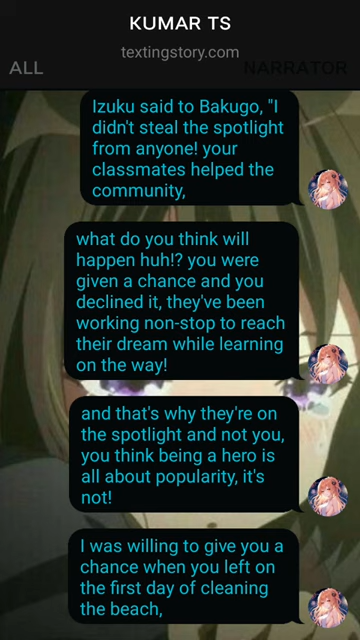 KUMAR TS
textingstory.com
ALL
NARRATOR
Izuku said to Bakugo, "I
didn't steal the spotlight
from anyone! your
classmates helped the
community,
what do you think will
happen huh!? you were
given a chance and you
declined it, they've been
working non-stop to reach
their dream while learning
on the way!
and that's why they're on
the spotlight and not you,
you think being a hero is
all about popularity, it's
not!
I was willing to give you a
chance when you left on
the first day of cleaning
the beach,